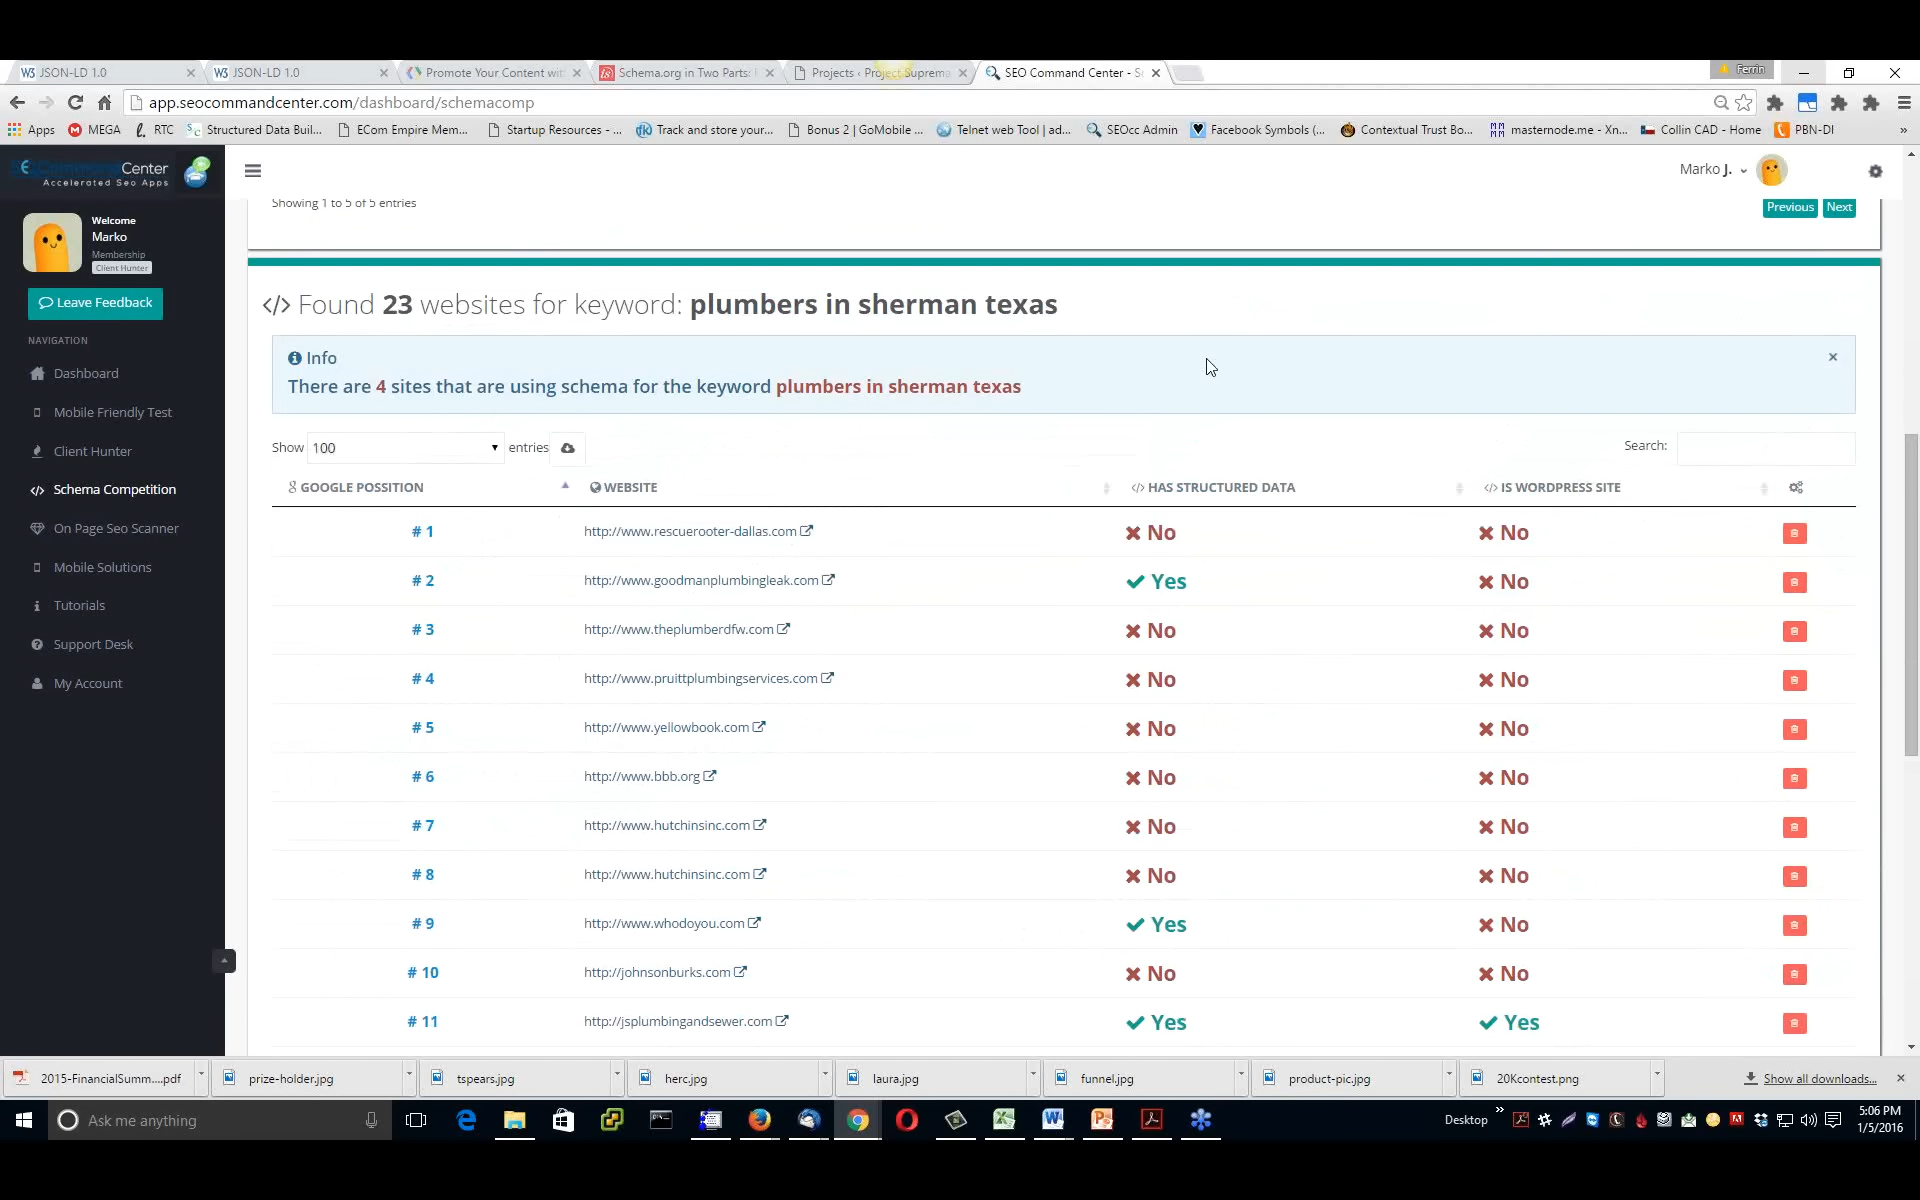 JSON-LD 1.0
JSON-LD 1.0
Promote Your Content wit
Schema.org in Two Parts:
Projects ‹ Project Suprema
SEO Command Center - S
Ferrin
app.seocommandcenter.com/dashboard/schemacomp
Apps
MEGA
RTC
Structured Data Buil...
ECom Empire Mem...
Startup Resources - ...
Track and store your...
Bonus 2 | GoMobile ...
Telnet web Tool | ad...
SEOcc Admin
Facebook Symbols (...
Contextual Trust Bo...
masternode.me - Xn...
Collin CAD - Home
PBN-DI
»
SEOCommandCenter
Accelerated Seo Apps
Marko J.
Welcome
Marko
Membership
Client Hunter
Leave Feedback
NAVIGATION
Dashboard
Mobile Friendly Test
Client Hunter
Schema Competition
On Page Seo Scanner
Mobile Solutions
Tutorials
Support Desk
My Account
Showing 1 to 5 of 5 entries
Previous Next
</> Found 23 websites for keyword: plumbers in sherman texas
Info
There are 4 sites that are using schema for the keyword plumbers in sherman texas
Show 100 entries
Search:
GOOGLE POSSITION WEBSITE </> HAS STRUCTURED DATA </> IS WORDPRESS SITE
# 1 http://www.rescuerooter-dallas.com No No
# 2 http://www.goodmanplumbingleak.com Yes No
# 3 http://www.theplumberdfw.com No No
# 4 http://www.pruittplumbingservices.com No No
# 5 http://www.yellowbook.com No No
# 6 http://www.bbb.org No No
# 7 http://www.hutchinsinc.com No No
# 8 http://www.hutchinsinc.com No No
# 9 http://www.whodoyou.com Yes No
# 10 http://johnsonburks.com No No
# 11 http://jsplumbingandsewer.com Yes Yes
2015-FinancialSumm....pdf
prize-holder.jpg
tspears.jpg
herc.jpg
laura.jpg
funnel.jpg
product-pic.jpg
20Kcontest.png
Show all downloads...
Ask me anything
Desktop
»
5:06 PM
1/5/2016